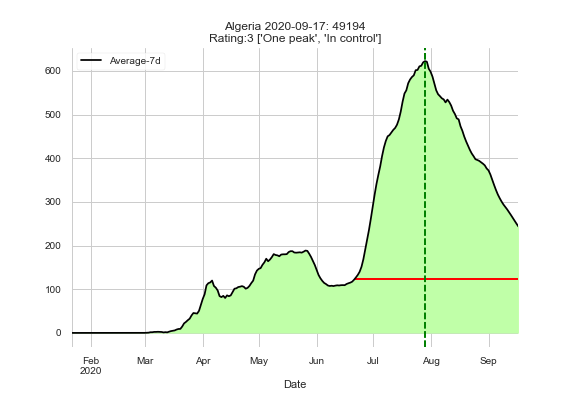 Algeria 2020-09-17: 49194
Rating:3 ['One peak', 'In control']
Average-7d
600
500
400
300
200
100
0
Feb Mar Apr May Jun Jul Aug Sep
2020
Date